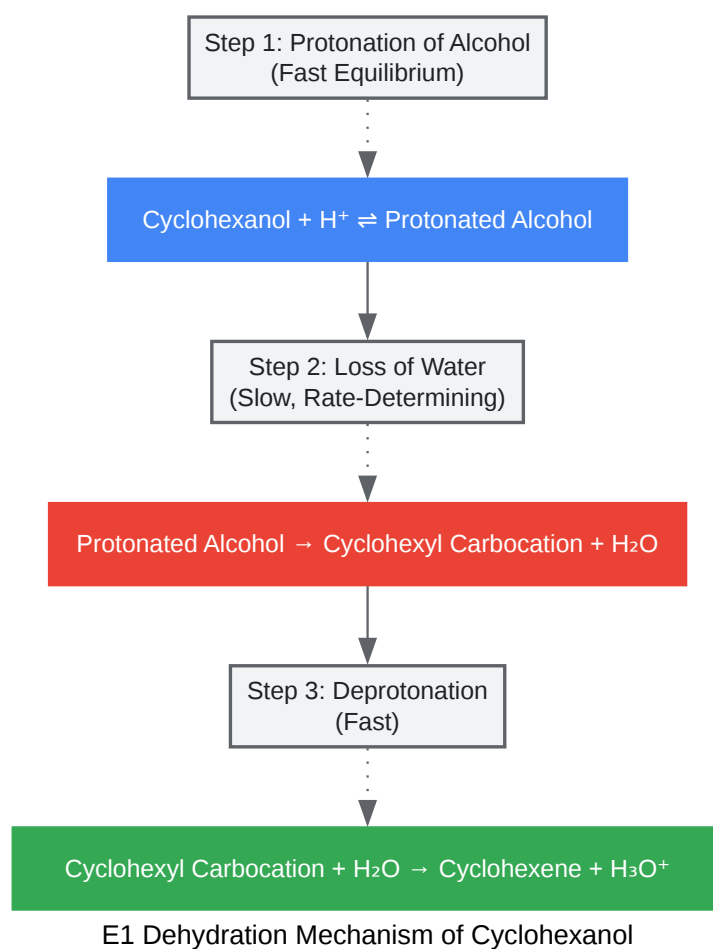 Step 1: Protonation of Alcohol
(Fast Equilibrium)
Cyclohexanol + H⁺ ⇌ Protonated Alcohol
Step 2: Loss of Water
(Slow, Rate-Determining)
Protonated Alcohol → Cyclohexyl Carbocation + H₂O
Step 3: Deprotonation
(Fast)
Cyclohexyl Carbocation + H₂O → Cyclohexene + H₃O⁺
E1 Dehydration Mechanism of Cyclohexanol